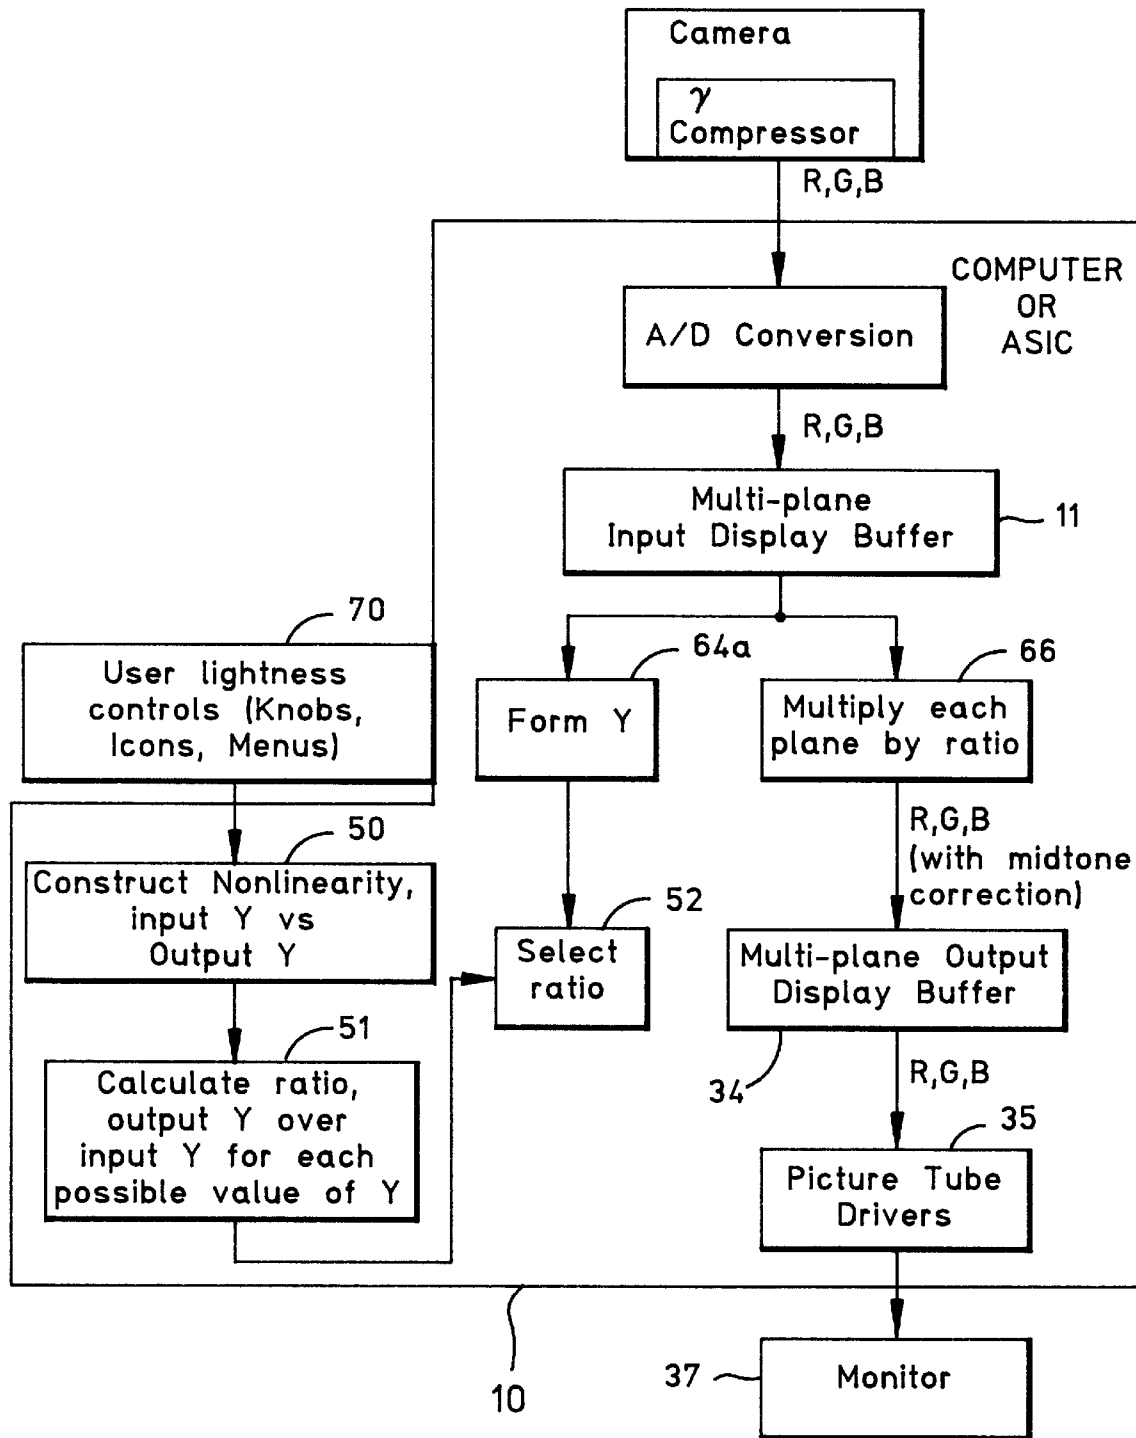 Camera
γ
Compressor
R,G,B
COMPUTER
OR
ASIC
A/D Conversion
R,G,B
Multi-plane
Input Display Buffer
11
70
User lightness
controls (Knobs,
Icons, Menus)
64a
Form Y
66
Multiply each
plane by ratio
R,G,B
(with midtone
correction)
50
Construct Nonlinearity,
input Y vs
Output Y
52
Select
ratio
Multi-plane Output
Display Buffer
34
R,G,B
51
Calculate ratio,
output Y over
input Y for each
possible value of Y
35
Picture Tube
Drivers
10
37
Monitor